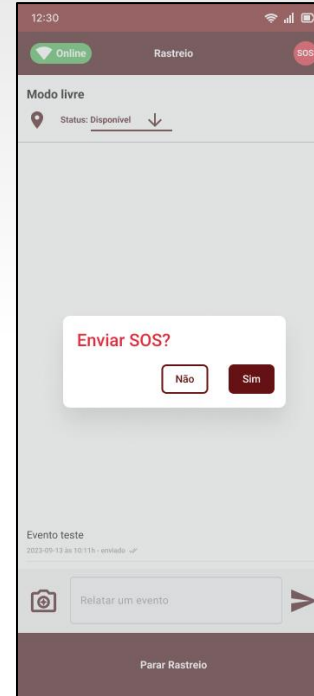 12:30
Online
Rastreio
SOS
Modo livre
Status: Disponível
Enviar SOS?
Não
Sim
Evento teste
2023-09-13 às 10:11h - enviado
Relatar um evento
Parar Rastreio